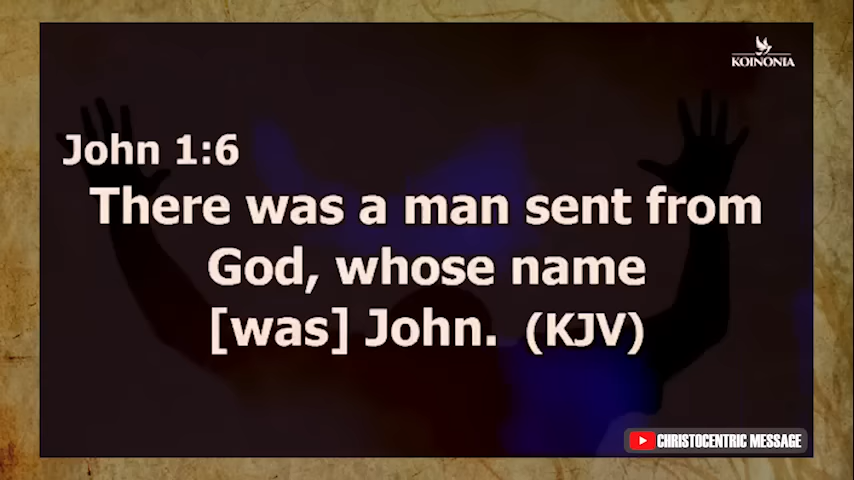 KOINONIA
John 1:6
There was a man sent from
God, whose name
[was] John. (KJV)
CHRISTOCENTRIC MESSAGE